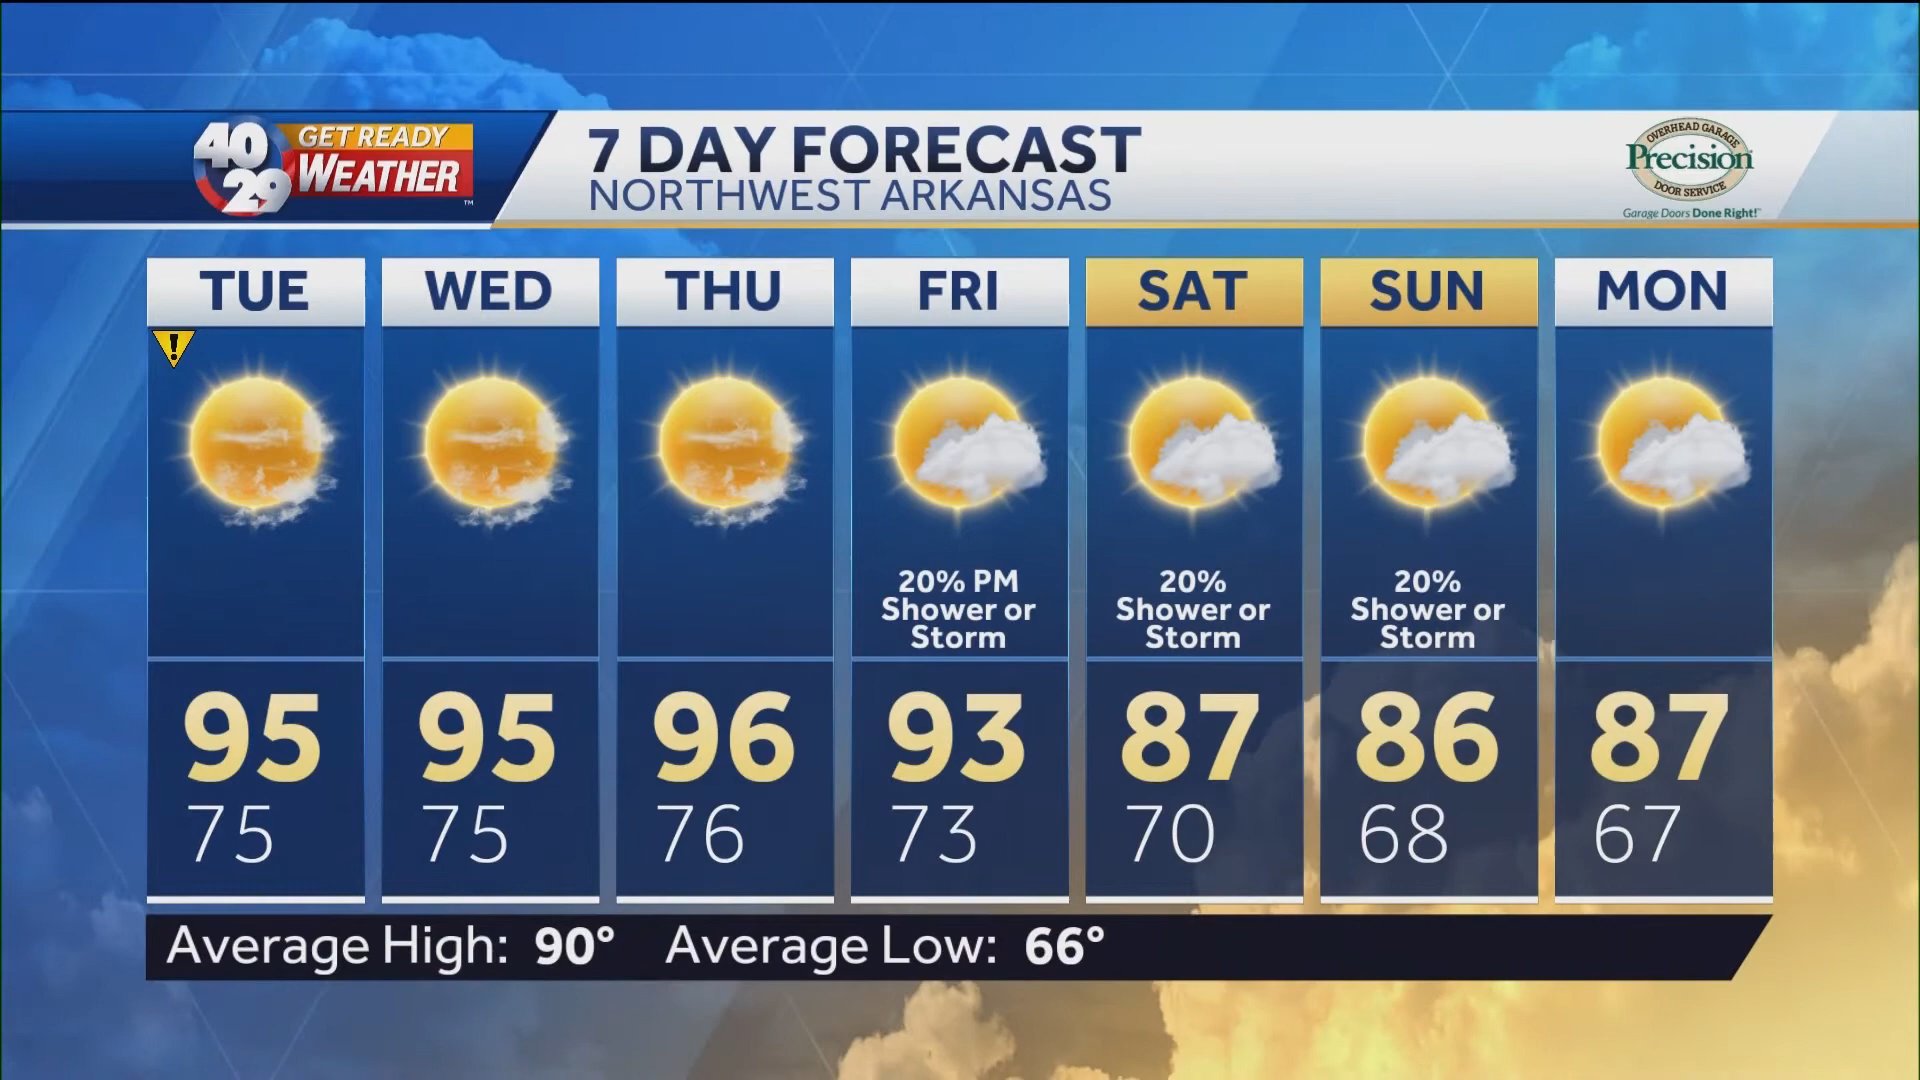 40
29
GET READY
WEATHER™
7 DAY FORECAST
NORTHWEST ARKANSAS
OVERHEAD GARAGE
Precision
DOOR SERVICE
Garage Doors Done Right!
TUE WED THU FRI SAT SUN MON
!
20% PM
Shower or
Storm
20%
Shower or
Storm
20%
Shower or
Storm
95 95 96 93 87 86 87
75 75 76 73 70 68 67
Average High: 90° Average Low: 66°